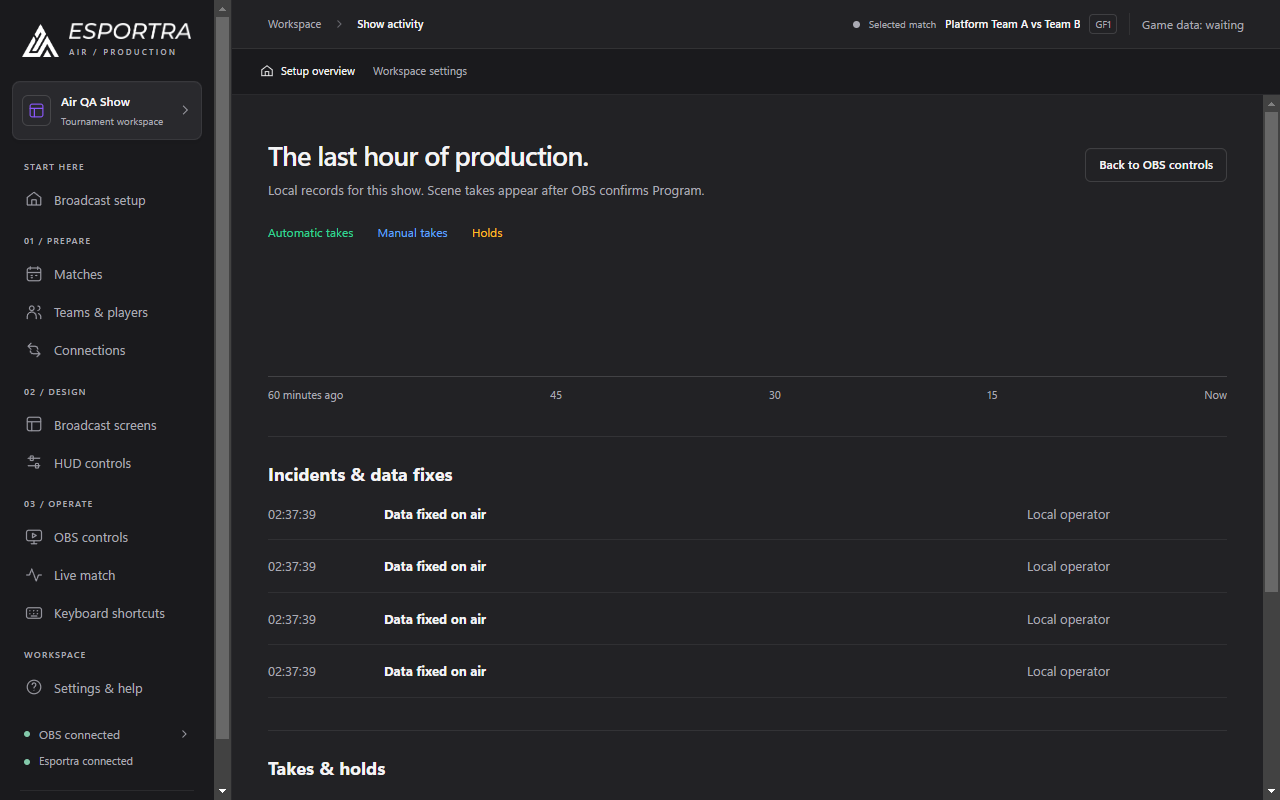 ESPORTRA
AIR / PRODUCTION
Air QA Show
Tournament workspace
START HERE
Broadcast setup
01 / PREPARE
Matches
Teams & players
Connections
02 / DESIGN
Broadcast screens
HUD controls
03 / OPERATE
OBS controls
Live match
Keyboard shortcuts
WORKSPACE
Settings & help
OBS connected
Esportra connected
Workspace Show activity
Selected match Platform Team A vs Team B GF1 Game data: waiting
Setup overview Workspace settings
The last hour of production.
Back to OBS controls
Local records for this show. Scene takes appear after OBS confirms Program.
Automatic takes Manual takes Holds
60 minutes ago 45 30 15 Now
Incidents & data fixes
02:37:39 Data fixed on air Local operator
02:37:39 Data fixed on air Local operator
02:37:39 Data fixed on air Local operator
02:37:39 Data fixed on air Local operator
Takes & holds